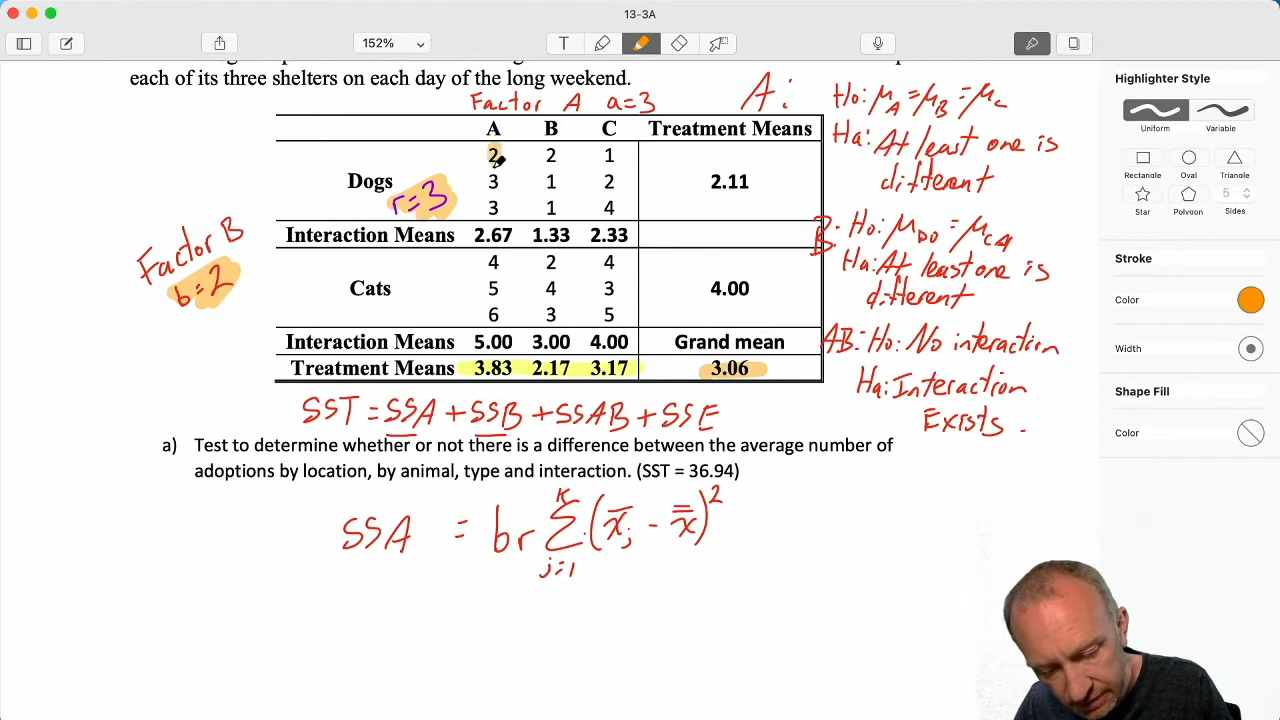 13-3A
152%
T
each of its three shelters on each day of the long weekend.
Factor A a=3
A B C Treatment Means
Dogs
r=3
2 2 1
3 1 2
3 1 4
2.11
Interaction Means 2.67 1.33 2.33
Factor B
b=2
Cats
4 2 4
5 4 3
6 3 5
4.00
Interaction Means 5.00 3.00 4.00 Grand mean
Treatment Means 3.83 2.17 3.17 3.06
A:
Ho: μA = μB = μC
Ha: At least one is
different
B: Ho: μDO = μCA
Ha: At least one is
different
AB: Ho: No interaction
Ha: Interaction
Exists.
SST = SSA + SSB + SSAB + SSE
a) Test to determine whether or not there is a difference between the average number of
adoptions by location, by animal, type and interaction. (SST = 36.94)
SSA = br Σ (x̄j - x̿)²
K
j=1
Highlighter Style
Uniform Variable
Rectangle Oval Triangle
Star Polygon Sides
5
Stroke
Color
Width
Shape Fill
Color